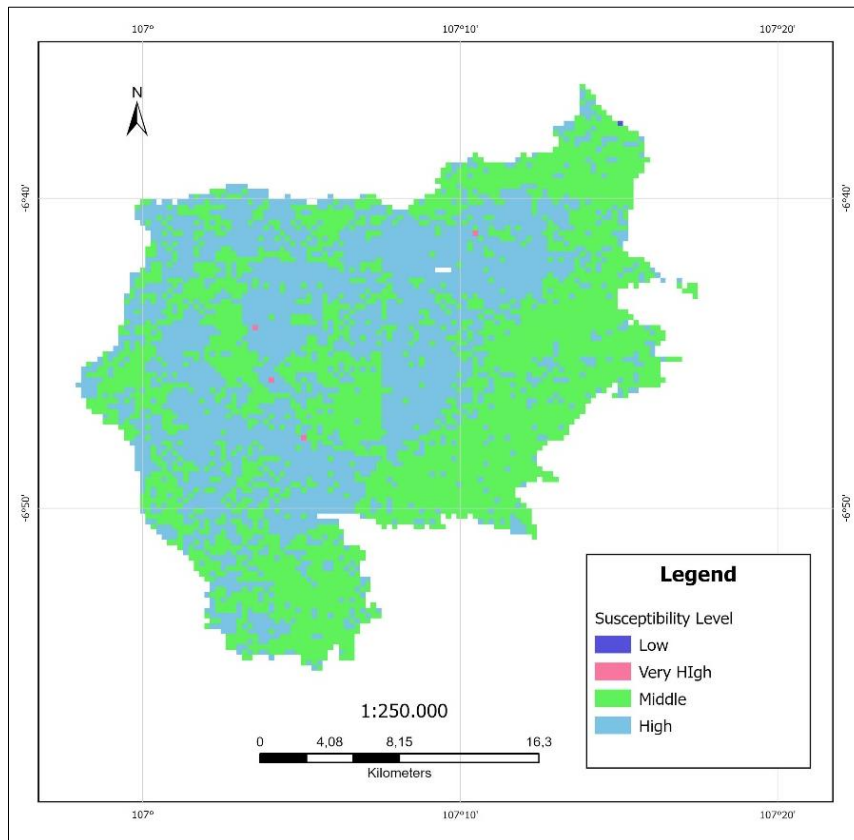 107°
107°10'
107°20'
N
-6°40'
-6°40'
-6°50'
-6°50'
Legend
Susceptibility Level
Low
Very HIgh
Middle
High
1:250.000
0 4,08 8,15 16,3
Kilometers
107°
107°10'
107°20'